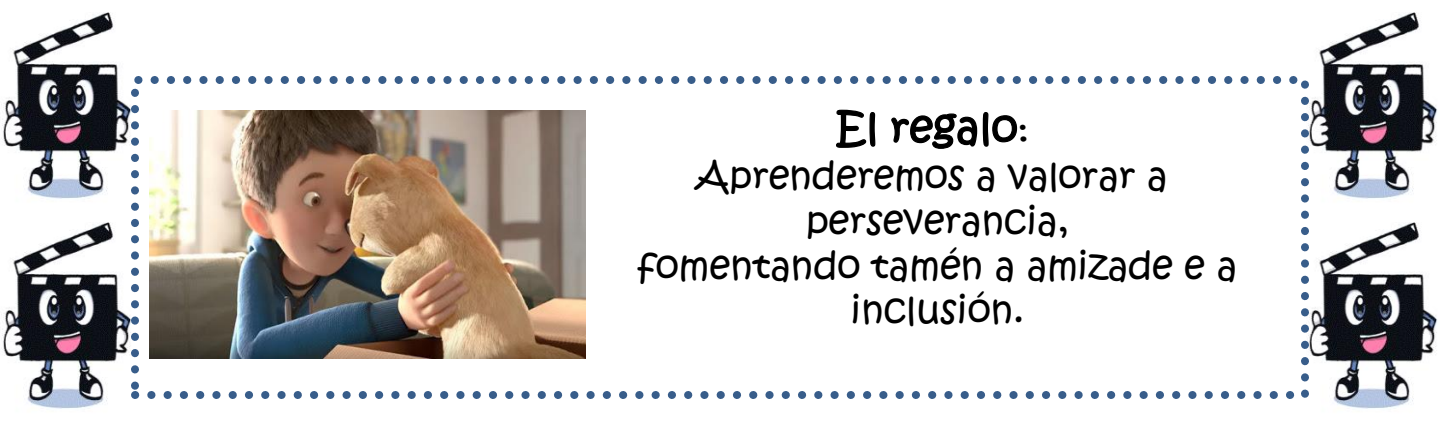 El regalo:
Aprenderemos a valorar a
perseverancia,
fomentando tamén a amizade e a
inclusión.